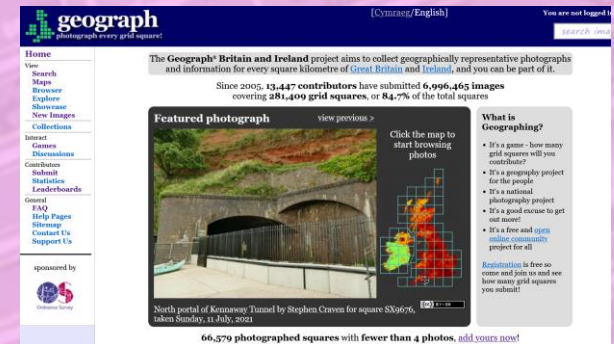 geograph
photograph every grid square!
[Cymraeg/English]
You are not logged
search
Home
View
Search
Maps
Browser
Explore
Showcase
New Images
Collections
Interact
Games
Discussions
Contributors
Submit
Statistics
Leaderboards
General
FAQ
Help Pages
Sitemap
Contact Us
Support Us
sponsored by
Ordnance Survey
The Geograph® Britain and Ireland project aims to collect geographically representative photographs
and information for every square kilometre of Great Britain and Ireland, and you can be part of it.
Since 2005, 13,447 contributors have submitted 6,996,465 images
covering 281,409 grid squares, or 84.7% of the total squares
Featured photograph
view previous >
North portal of Kennaway Tunnel by Stephen Craven for square SX9676,
taken Sunday, 11 July, 2021
Click the map to
start browsing
photos
What is
Geographing?
• It's a game - how many
grid squares will you
contribute?
• It's a geography project
for the people
• It's a national
photography project
• It's a good excuse to get
out more!
• It's a free and open
online community
project for all
Registration is free so
come and join us and see
how many grid squares
you submit!
66,579 photographed squares with fewer than 4 photos, add yours now!